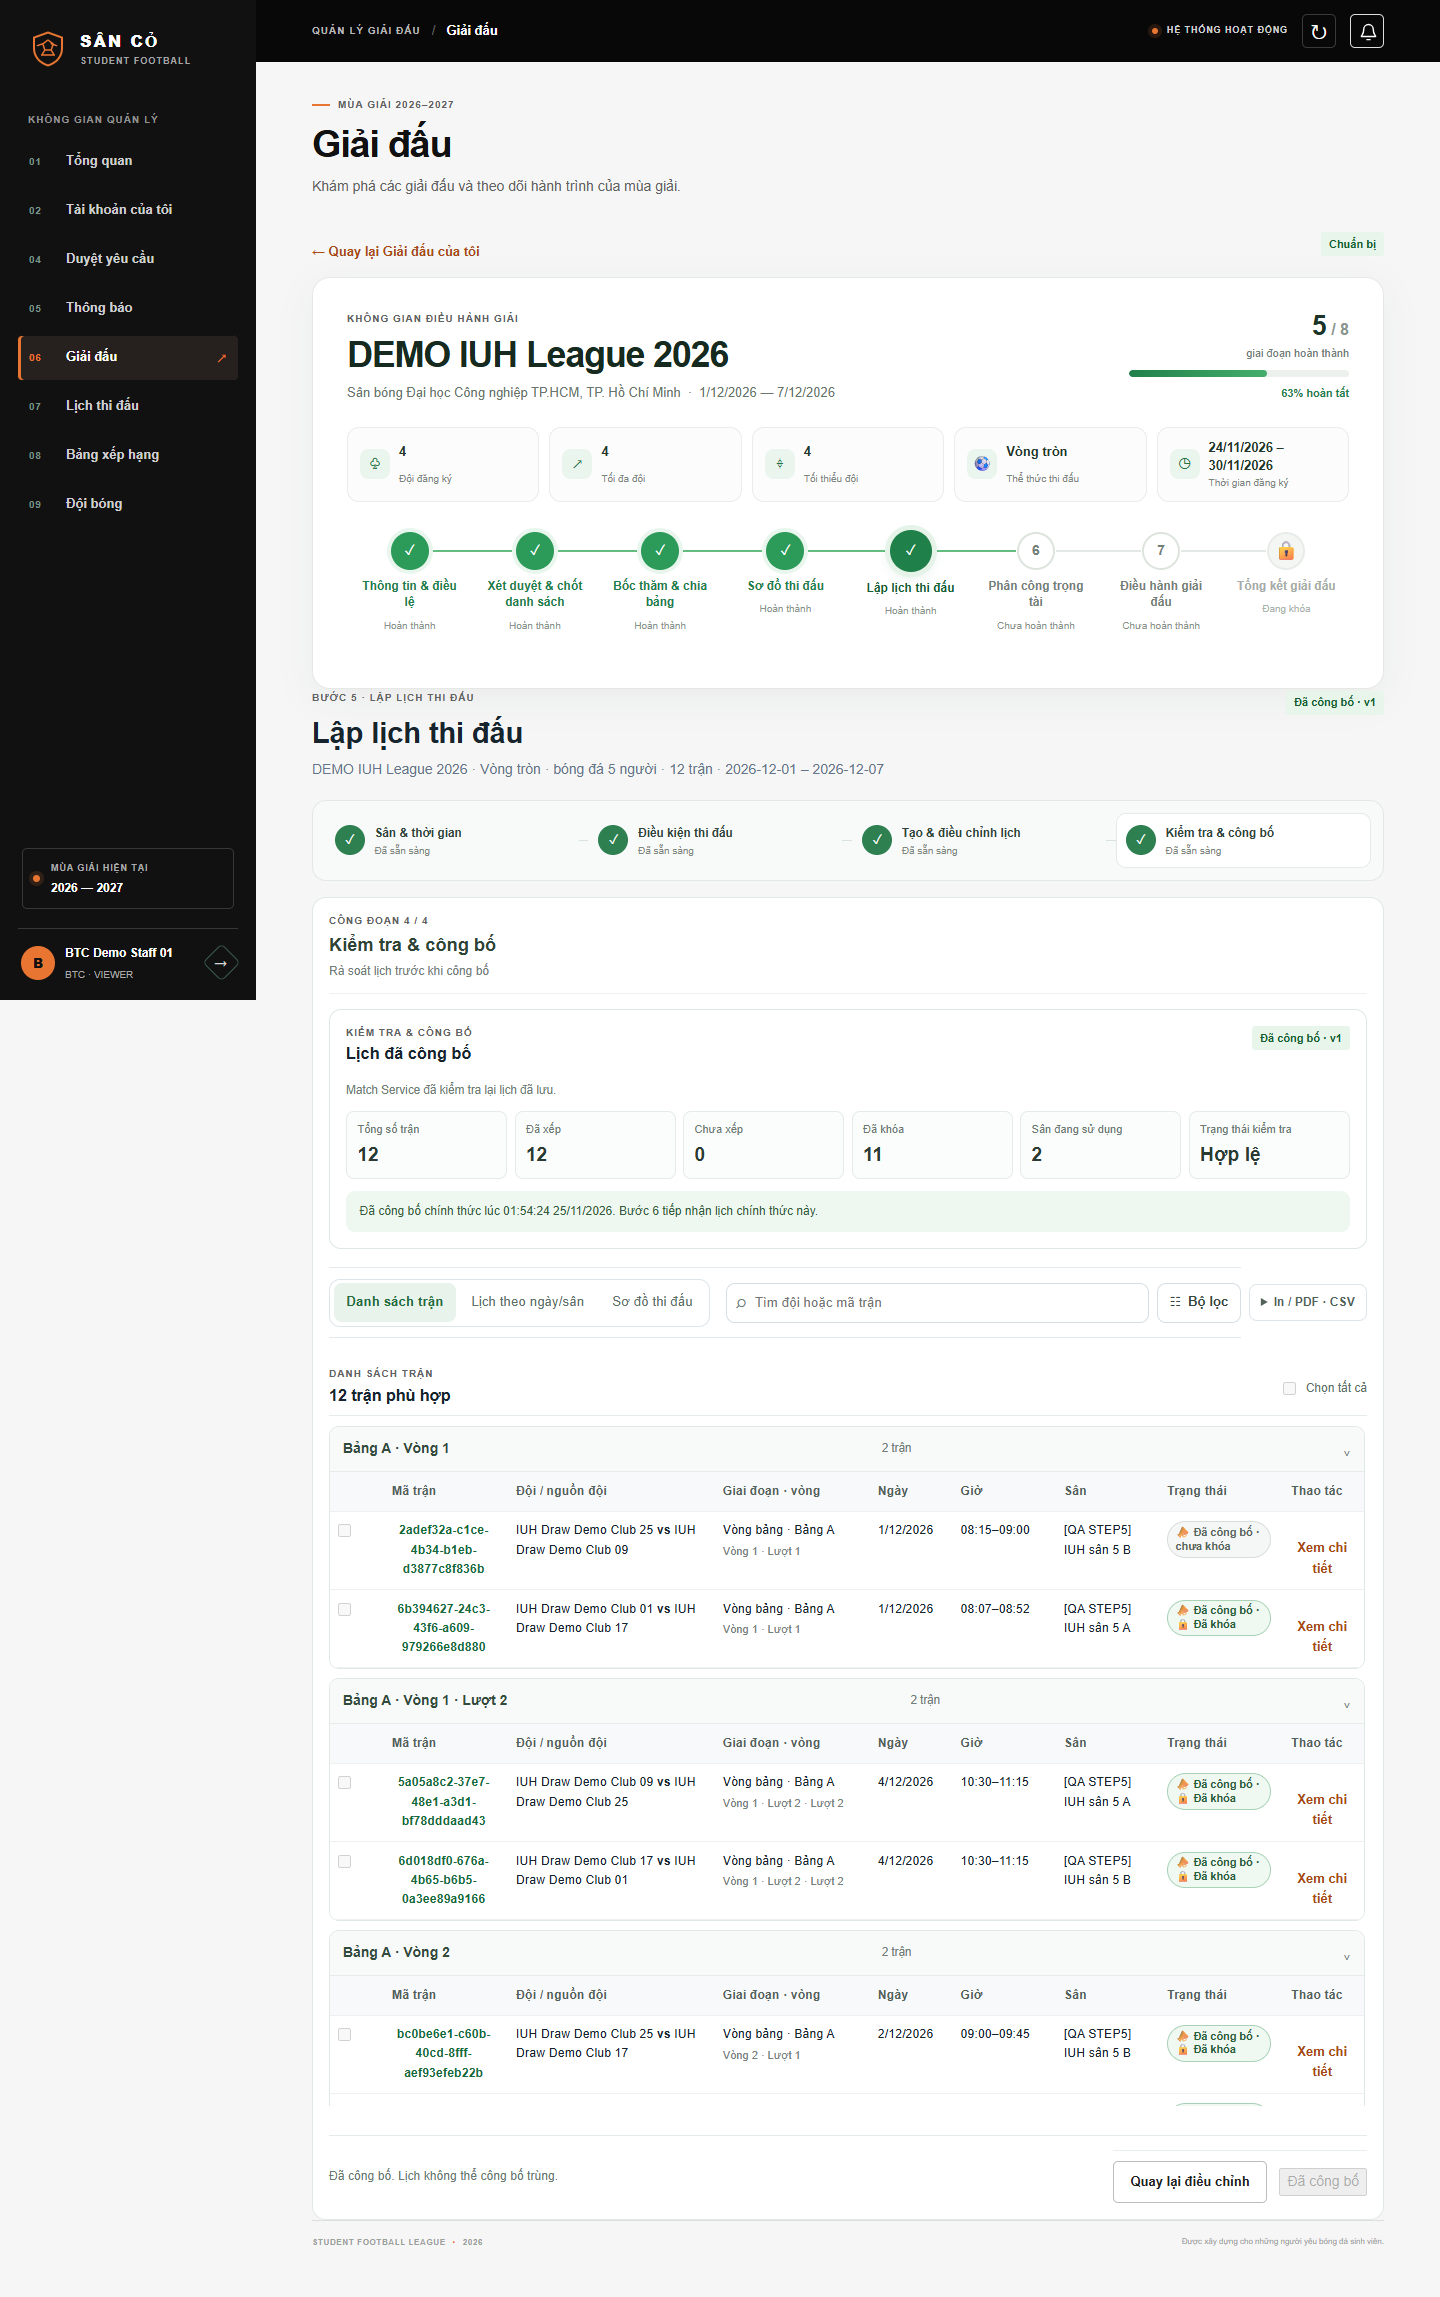 SÂN CỎ
STUDENT FOOTBALL
KHÔNG GIAN QUẢN LÝ
01 Tổng quan
02 Tài khoản của tôi
04 Duyệt yêu cầu
05 Thông báo
06 Giải đấu ↗
07 Lịch thi đấu
08 Bảng xếp hạng
09 Đội bóng
MÙA GIẢI HIỆN TẠI
2026 — 2027
B BTC Demo Staff 01 →
BTC · VIEWER
QUẢN LÝ GIẢI ĐẤU / Giải đấu
HỆ THỐNG HOẠT ĐỘNG ↻
MÙA GIẢI 2026–2027
Giải đấu
Khám phá các giải đấu và theo dõi hành trình của mùa giải.
← Quay lại Giải đấu của tôi
Chuẩn bị
KHÔNG GIAN ĐIỀU HÀNH GIẢI
DEMO IUH League 2026
Sân bóng Đại học Công nghiệp TP.HCM, TP. Hồ Chí Minh · 1/12/2026 — 7/12/2026
5 / 8
giai đoạn hoàn thành
63% hoàn tất
4
Đội đăng ký
4
Tối đa đội
4
Tối thiểu đội
Vòng tròn
Thể thức thi đấu
24/11/2026 –
30/11/2026
Thời gian đăng ký
✓ ✓ ✓ ✓ ✓ 6 7
Thông tin & điều
lệ
Hoàn thành
Xét duyệt & chốt
danh sách
Hoàn thành
Bốc thăm & chia
bảng
Hoàn thành
Sơ đồ thi đấu
Hoàn thành
Lập lịch thi đấu
Hoàn thành
Phân công trọng
tài
Chưa hoàn thành
Điều hành giải
đấu
Chưa hoàn thành
Tổng kết giải đấu
Đang khóa
BƯỚC 5 · LẬP LỊCH THI ĐẤU
Đã công bố · v1
Lập lịch thi đấu
DEMO IUH League 2026 · Vòng tròn · bóng đá 5 người · 12 trận · 2026-12-01 – 2026-12-07
✓ Sân & thời gian
Đã sẵn sàng
✓ Điều kiện thi đấu
Đã sẵn sàng
✓ Tạo & điều chỉnh lịch
Đã sẵn sàng
✓ Kiểm tra & công bố
Đã sẵn sàng
CÔNG ĐOẠN 4 / 4
Kiểm tra & công bố
Rà soát lịch trước khi công bố
KIỂM TRA & CÔNG BỐ
Lịch đã công bố
Đã công bố · v1
Match Service đã kiểm tra lại lịch đã lưu.
Tổng số trận
12
Đã xếp
12
Chưa xếp
0
Đã khóa
11
Sân đang sử dụng
2
Trạng thái kiểm tra
Hợp lệ
Đã công bố chính thức lúc 01:54:24 25/11/2026. Bước 6 tiếp nhận lịch chính thức này.
Danh sách trận Lịch theo ngày/sân Sơ đồ thi đấu ⌕ Tìm đội hoặc mã trận ☷ Bộ lọc ▶ In / PDF · CSV
DANH SÁCH TRẬN
12 trận phù hợp
Chọn tất cả
Bảng A · Vòng 1 2 trận v
Mã trận Đội / nguồn đội Giai đoạn · vòng Ngày Giờ Sân Trạng thái Thao tác
2adef32a-c1ce- IUH Draw Demo Club 25 vs IUH Vòng bảng · Bảng A 1/12/2026 08:15–09:00 [QA STEP5] Đã công bố ·
4b34-b1eb- Draw Demo Club 09 Vòng 1 · Lượt 1 IUH sân 5 B chưa khóa Xem chi
d3877c8f836b tiết
6b394627-24c3- IUH Draw Demo Club 01 vs IUH Vòng bảng · Bảng A 1/12/2026 08:07–08:52 [QA STEP5] Đã công bố ·
43f6-a609- Draw Demo Club 17 Vòng 1 · Lượt 1 IUH sân 5 A Đã khóa Xem chi
979266e8d880 tiết
Bảng A · Vòng 1 · Lượt 2 2 trận v
Mã trận Đội / nguồn đội Giai đoạn · vòng Ngày Giờ Sân Trạng thái Thao tác
5a05a8c2-37e7- IUH Draw Demo Club 09 vs IUH Vòng bảng · Bảng A 4/12/2026 10:30–11:15 [QA STEP5] Đã công bố ·
48e1-a3d1- Draw Demo Club 25 Vòng 1 · Lượt 2 · Lượt 2 IUH sân 5 A Đã khóa Xem chi
bf78dddaad43 tiết
6d018df0-676a- IUH Draw Demo Club 17 vs IUH Vòng bảng · Bảng A 4/12/2026 10:30–11:15 [QA STEP5] Đã công bố ·
4b65-b6b5- Draw Demo Club 01 Vòng 1 · Lượt 2 · Lượt 2 IUH sân 5 B Đã khóa Xem chi
0a3ee89a9166 tiết
Bảng A · Vòng 2 2 trận v
Mã trận Đội / nguồn đội Giai đoạn · vòng Ngày Giờ Sân Trạng thái Thao tác
bc0be6e1-c60b- IUH Draw Demo Club 25 vs IUH Vòng bảng · Bảng A 2/12/2026 09:00–09:45 [QA STEP5] Đã công bố ·
40cd-8fff- Draw Demo Club 17 Vòng 2 · Lượt 1 IUH sân 5 B Đã khóa Xem chi
aef93efeb22b tiết
Đã công bố. Lịch không thể công bố trùng.
Quay lại điều chỉnh Đã công bố
STUDENT FOOTBALL LEAGUE · 2026
Được xây dựng cho những người yêu bóng đá sinh viên.